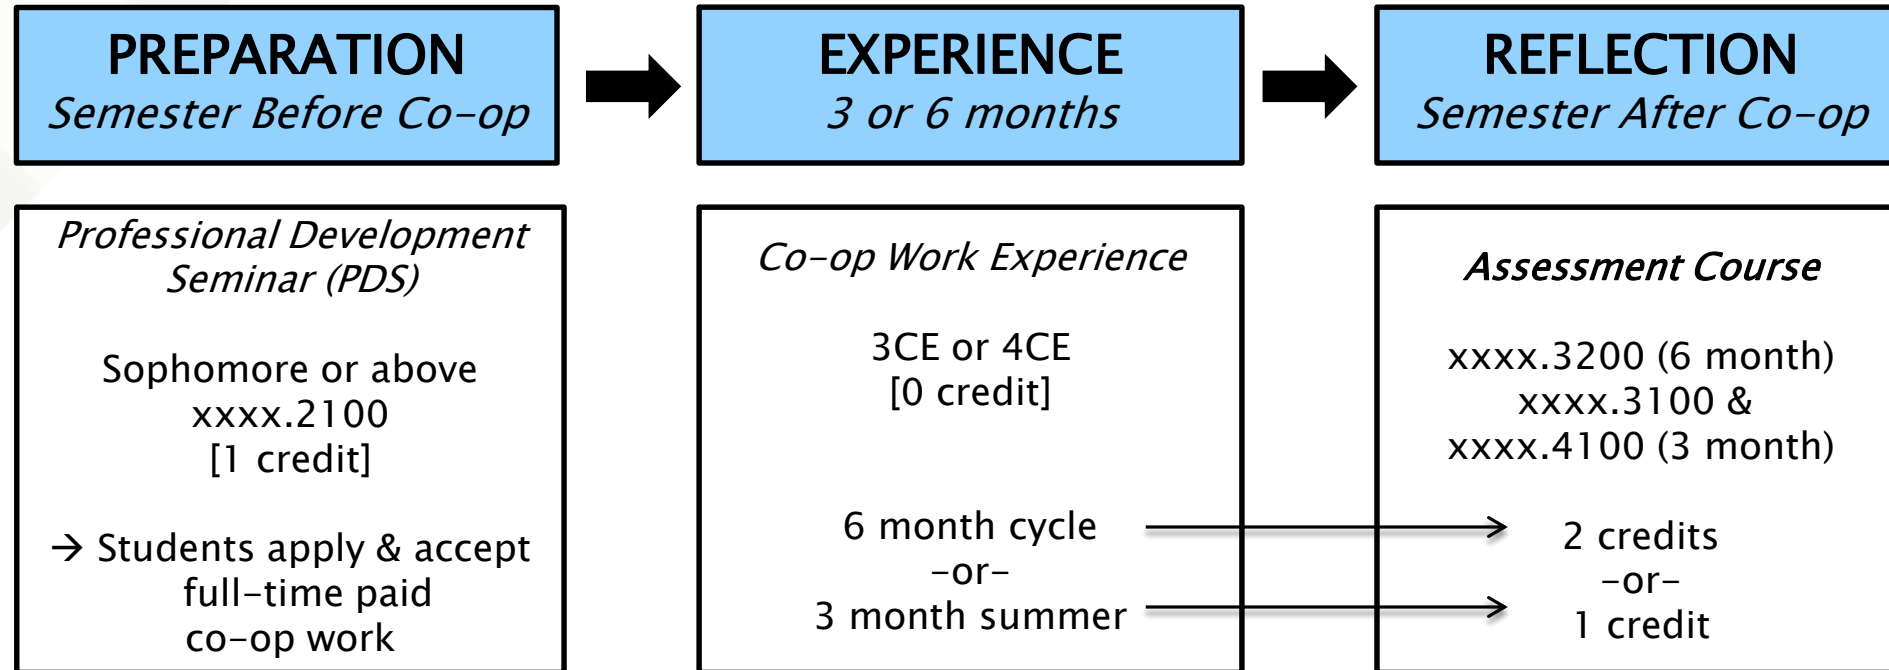 PREPARATION
Semester Before Co-op
EXPERIENCE
3 or 6 months
REFLECTION
Semester After Co-op
Professional Development
Seminar (PDS)
Sophomore or above
xxxx.2100
[1 credit]
→ Students apply & accept
full-time paid
co-op work
Co-op Work Experience
3CE or 4CE
[0 credit]
6 month cycle
-or-
3 month summer
Assessment Course
xxxx.3200 (6 month)
xxxx.3100 &
xxxx.4100 (3 month)
2 credits
-or-
1 credit